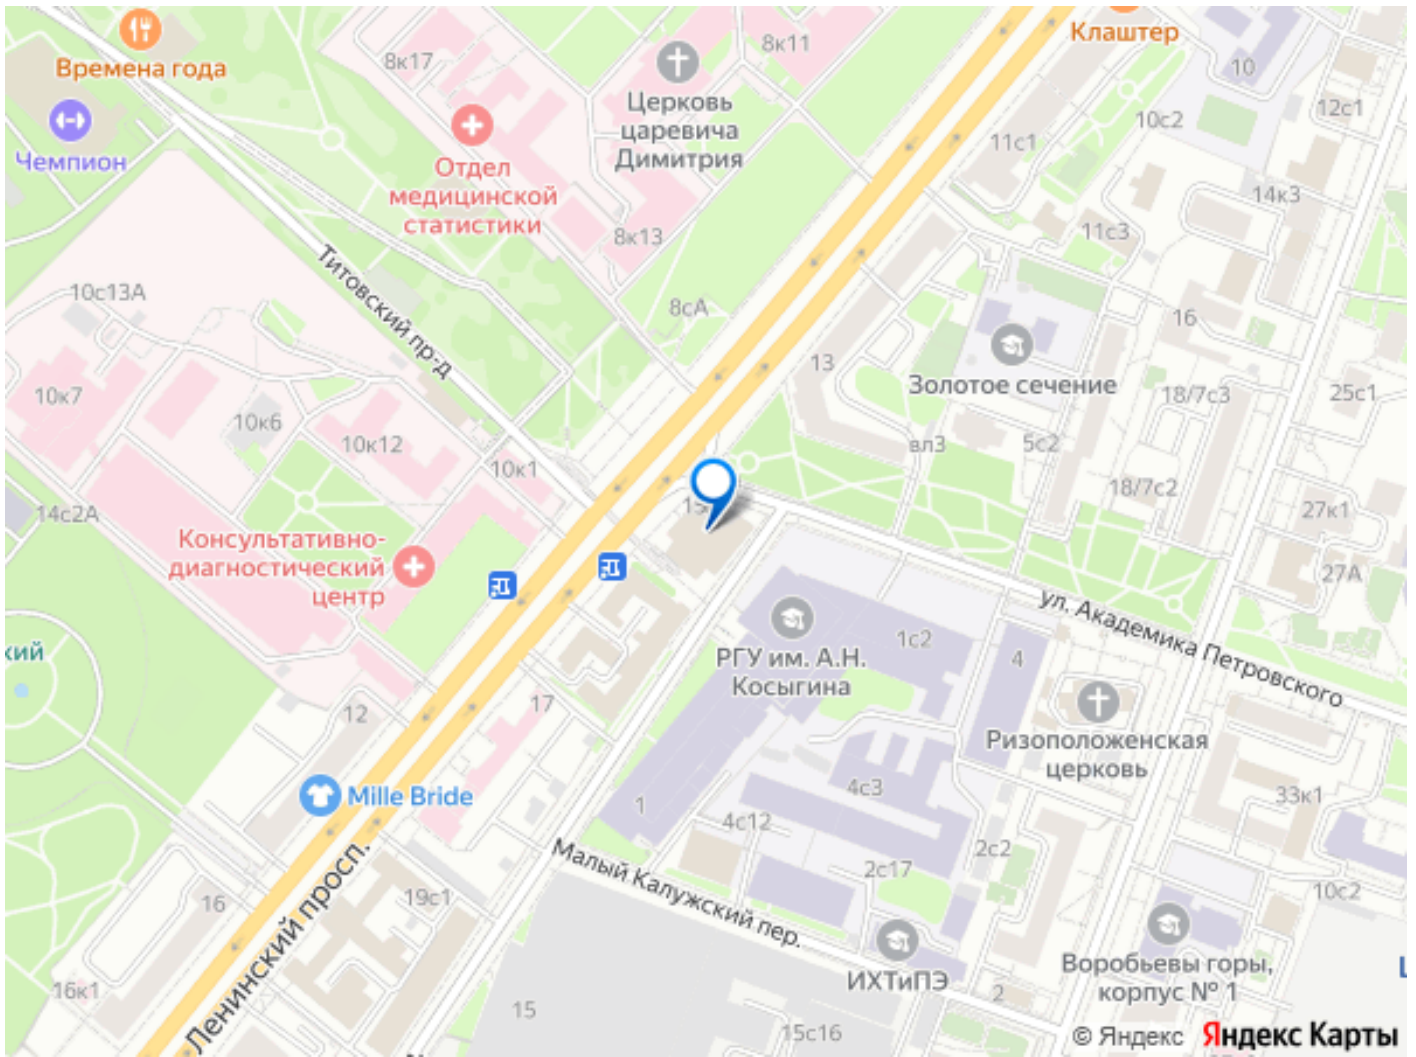 Клаштер
8к11
8к17
Времена года
10
Церковь
царевича
Димитрия
12с1
10с2
Чемпион
11с1
Отдел
медицинской
статистики
14к3
8к13
11с3
Титовский пр-д
10с13А
8сА
16
13
Золотое сечение
10к7
18/7с3
25с1
10к6
10к12
вл3
5с2
10к1
18/7с2
14с2А
27к1
Консультативно-
диагностический
центр
27А
ул. Академика Петровского
1с2
РГУ им. А.Н.
Косыгина
4
кий
17
12
Ризоположенская
церковь
Mille Bride
1
4с3
33к1
4с12
2с2
Малый Калужский пер.
2с17
19с1
10с2
16
Ленинский просп.
Воробьевы горы,
корпус № 1
ИХТиПЭ
16к1
2
15
15с16
© Яндекс Яндекс Карты